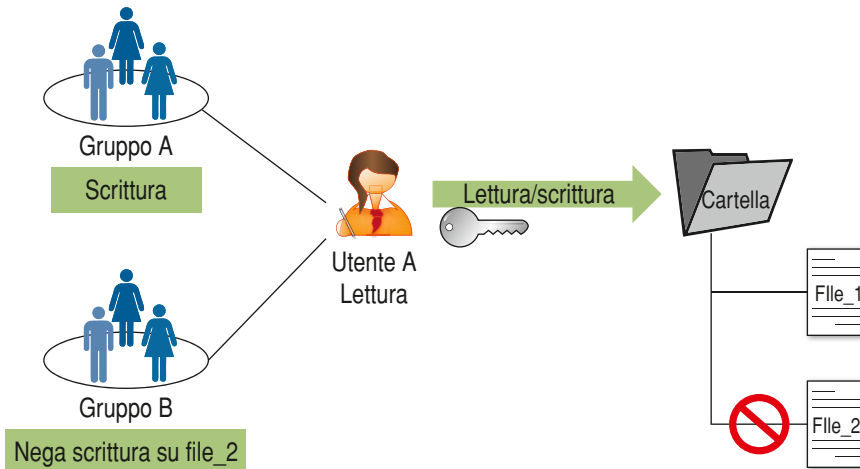 Gruppo A
Scrittura
Utente A
Lettura
Lettura/scrittura
Cartella
FIle_1
FIle_2
Gruppo B
Nega scrittura su file_2